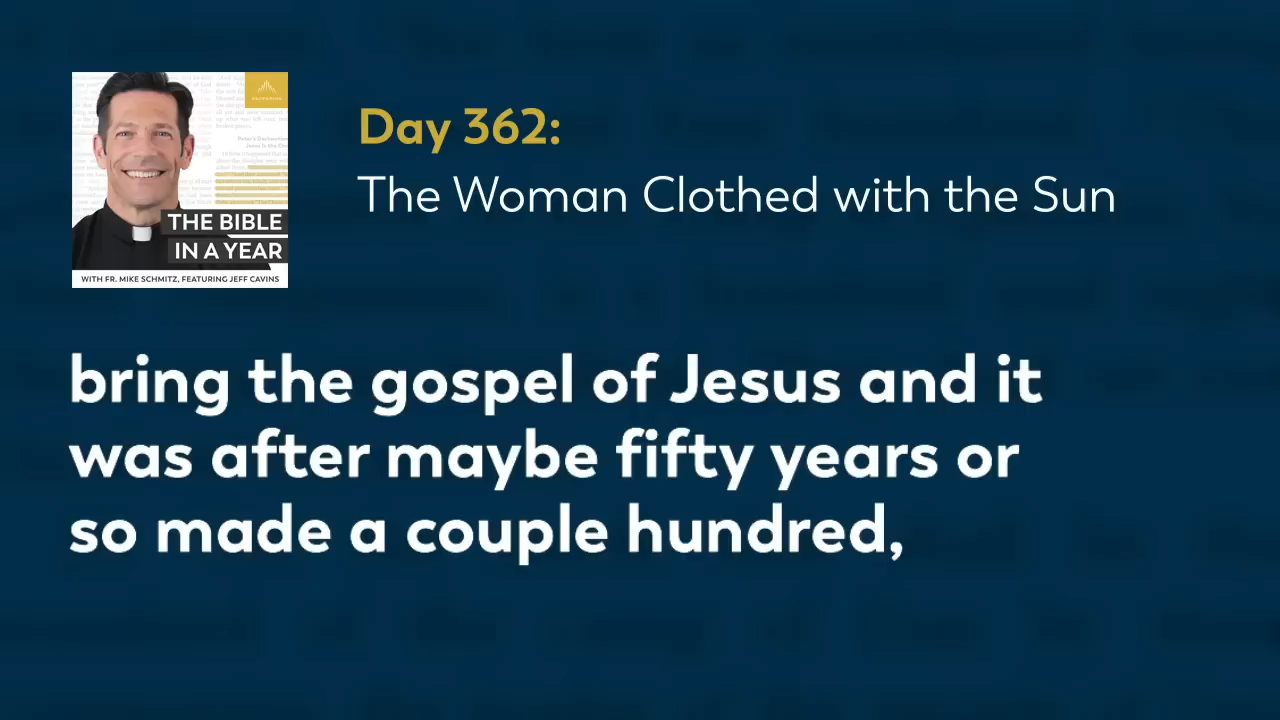 THE BIBLE
IN A YEAR
WITH FR. MIKE SCHMITZ, FEATURING JEFF CAVINS
Day 362:
The Woman Clothed with the Sun
bring the gospel of Jesus and it
was after maybe fifty years or
so made a couple hundred,